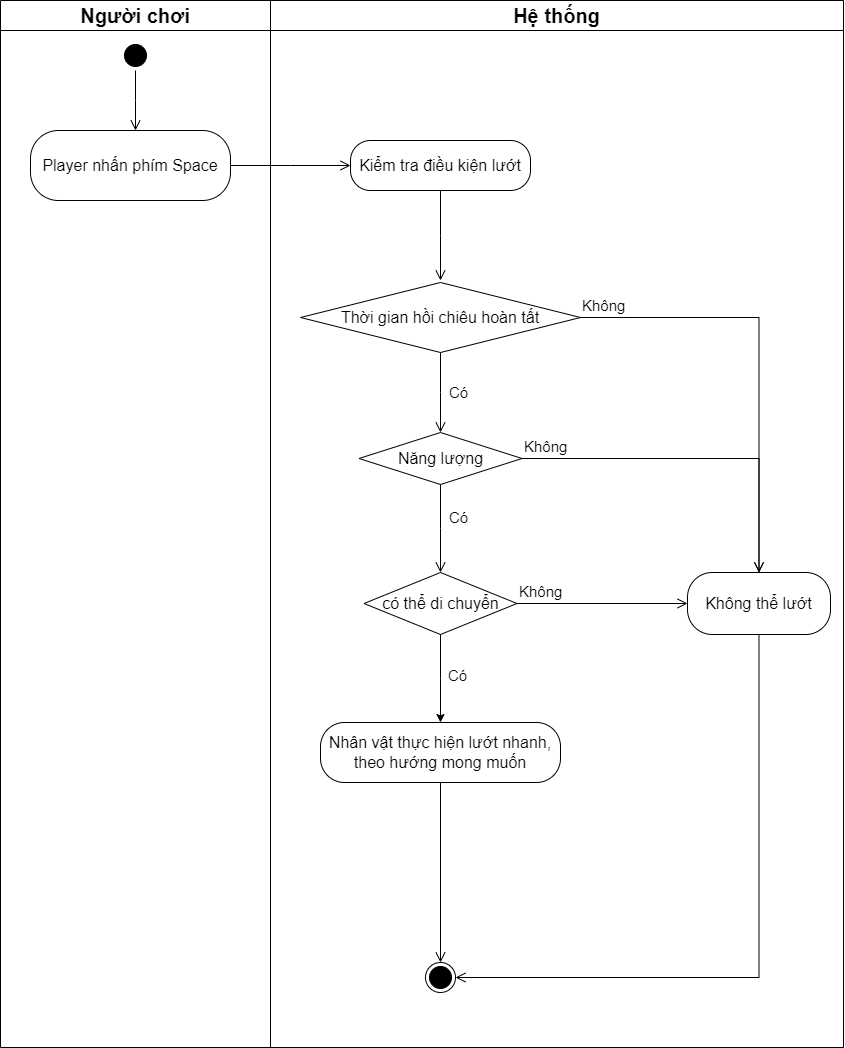 Người chơi
Hệ thống
Player nhấn phím Space
Kiểm tra điều kiện lướt
Thời gian hồi chiêu hoàn tất
Không
Có
Năng lượng
Không
Có
có thể di chuyển
Không
Không thể lướt
Có
Nhân vật thực hiện lướt nhanh,
theo hướng mong muốn